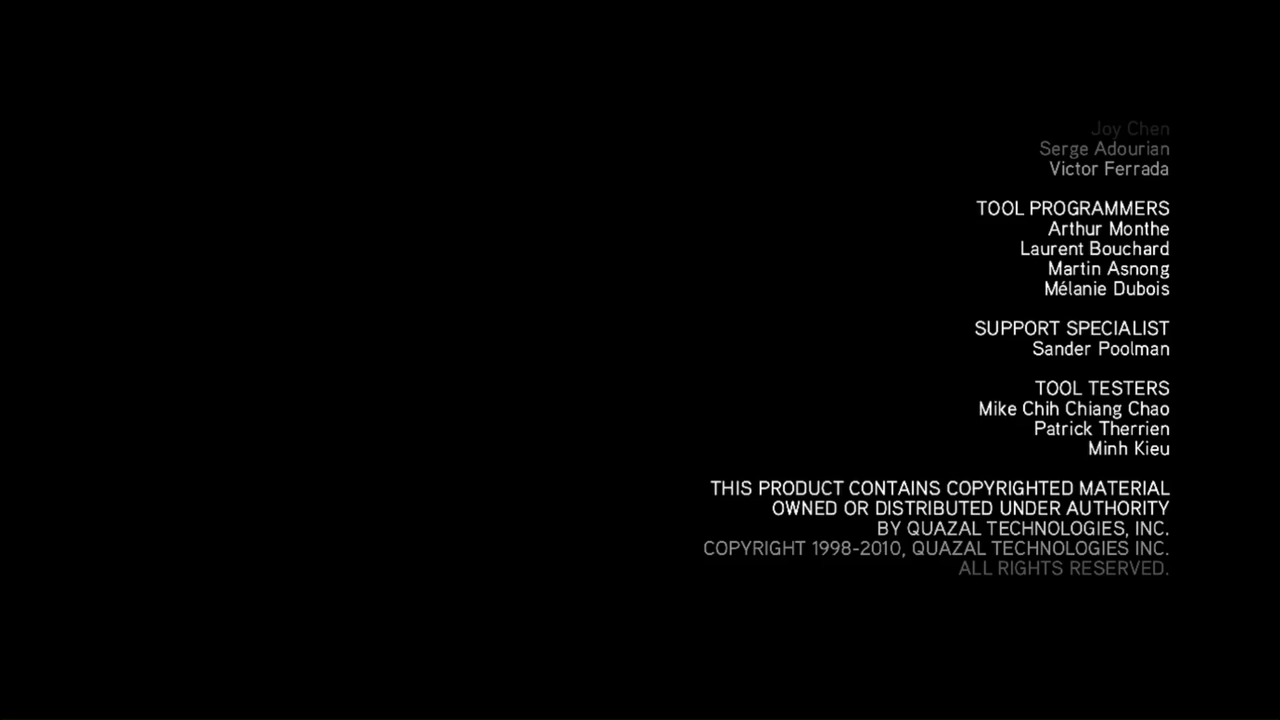 Joy Chen
Serge Adourian
Victor Ferrada
TOOL PROGRAMMERS
Arthur Monthe
Laurent Bouchard
Martin Asnong
Mélanie Dubois
SUPPORT SPECIALIST
Sander Poolman
TOOL TESTERS
Mike Chih Chiang Chao
Patrick Therrien
Minh Kieu
THIS PRODUCT CONTAINS COPYRIGHTED MATERIAL
OWNED OR DISTRIBUTED UNDER AUTHORITY
BY QUAZAL TECHNOLOGIES, INC.
COPYRIGHT 1998-2010, QUAZAL TECHNOLOGIES INC.
ALL RIGHTS RESERVED.